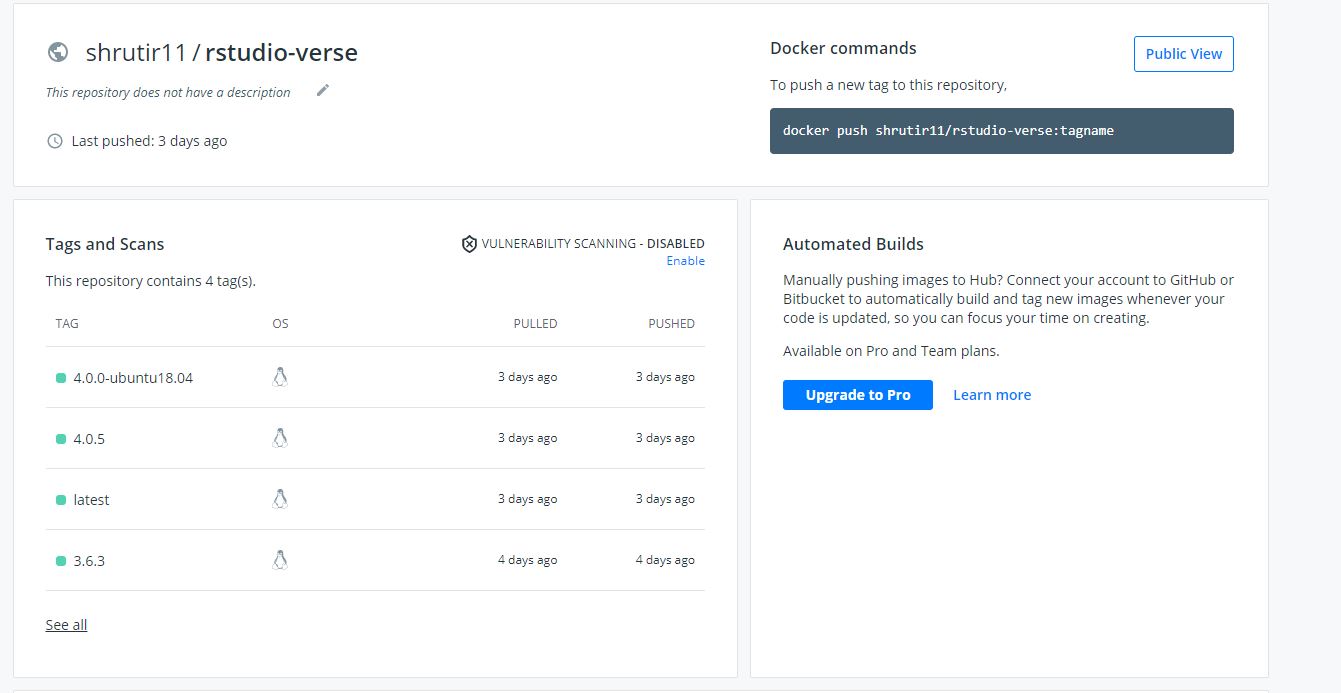 shrutir11 / rstudio-verse
This repository does not have a description
Last pushed: 3 days ago
Docker commands
Public View
To push a new tag to this repository,
docker push shrutir11/rstudio-verse:tagname
Tags and Scans
VULNERABILITY SCANNING - DISABLED
Enable
This repository contains 4 tag(s).
TAG OS PULLED PUSHED
4.0.0-ubuntu18.04 3 days ago 3 days ago
4.0.5 3 days ago 3 days ago
latest 3 days ago 3 days ago
3.6.3 4 days ago 4 days ago
See all
Automated Builds
Manually pushing images to Hub? Connect your account to GitHub or
Bitbucket to automatically build and tag new images whenever your
code is updated, so you can focus your time on creating.
Available on Pro and Team plans.
Upgrade to Pro Learn more